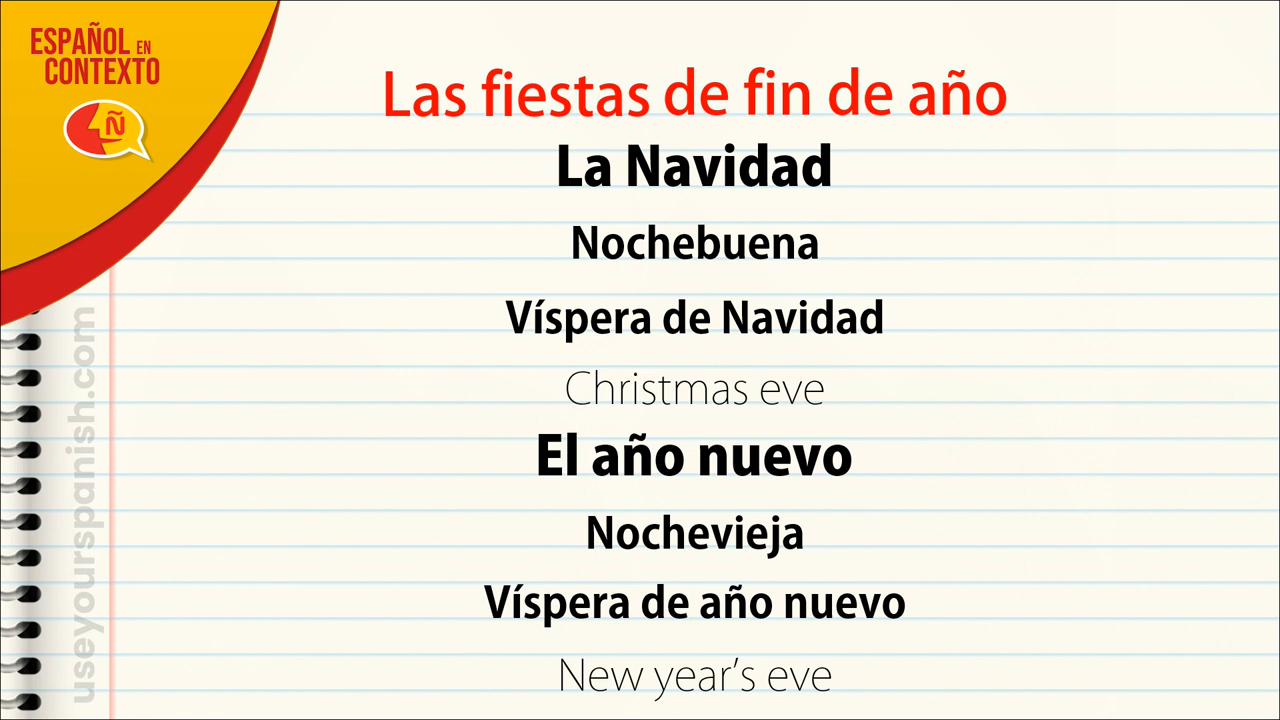 ESPAÑOL EN
CONTEXTO
Ñ
Las fiestas de fin de año
La Navidad
Nochebuena
Víspera de Navidad
Christmas eve
El año nuevo
Nochevieja
Víspera de año nuevo
New year’s eve
useyourspanish.com